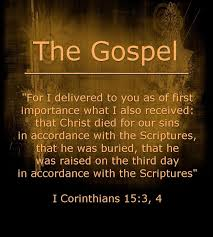 The Gospel
"For I delivered to you as of first
importance what I also received:
that Christ died for our sins
in accordance with the Scriptures,
that he was buried, that he
was raised on the third day
in accordance with the Scriptures"
I Corinthians 15:3, 4